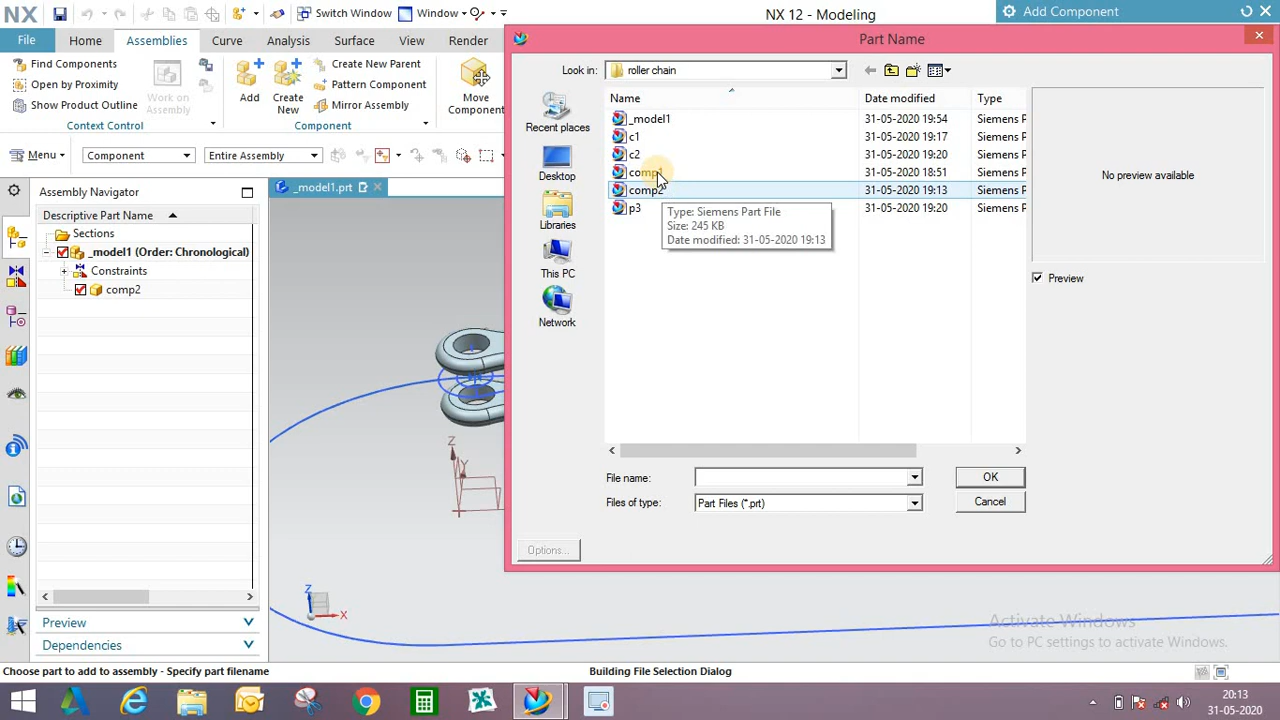 NX
Switch Window
Window
NX 12 - Modeling
Add Component
File
Home
Assemblies
Curve
Analysis
Surface
View
Render
Find Components
Open by Proximity
Show Product Outline
Context Control
Work on
Assembly
Add
Create
New
Create New Parent
Pattern Component
Mirror Assembly
Component
Move
Component
Menu
Component
Entire Assembly
Assembly Navigator
Descriptive Part Name
Sections
_model1 (Order: Chronological)
Constraints
comp2
_model1.prt
Z
Y
Z
X
Preview
Dependencies
Part Name
Look in:
roller chain
Recent places
Desktop
Libraries
This PC
Network
Name
Date modified
Type
_model1
31-05-2020 19:54
Siemens P
c1
31-05-2020 19:17
Siemens P
c2
31-05-2020 19:20
Siemens P
comp1
31-05-2020 18:51
Siemens P
comp2
31-05-2020 19:13
Siemens P
p3
31-05-2020 19:20
Siemens P
Type: Siemens Part File
Size: 245 KB
Date modified: 31-05-2020 19:13
No preview available
Preview
File name:
OK
Files of type:
Part Files (*.prt)
Cancel
Options...
Activate Windows
Go to PC settings to activate Windows.
Choose part to add to assembly - Specify part filename
Building File Selection Dialog
20:13
31-05-2020